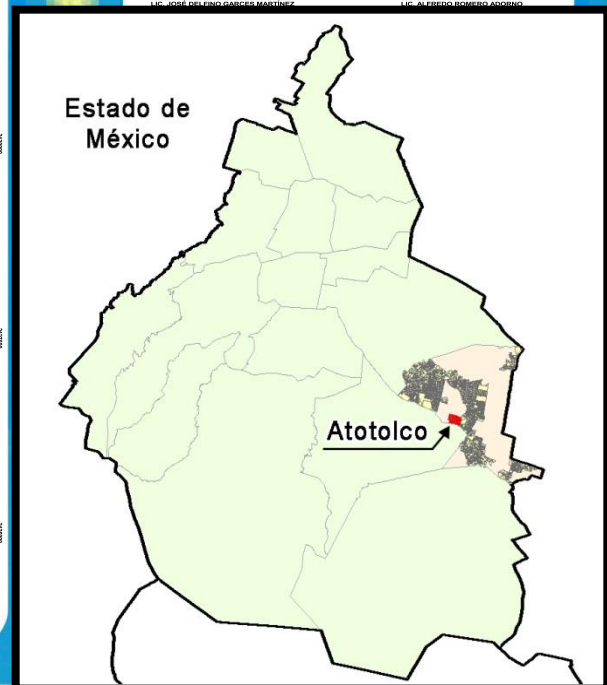 LIC. JOSÉ DELFINO GARCES MARTÍNEZ
LIC. ALFREDO ROMERO ADORNO
Estado de
México
Atotolco